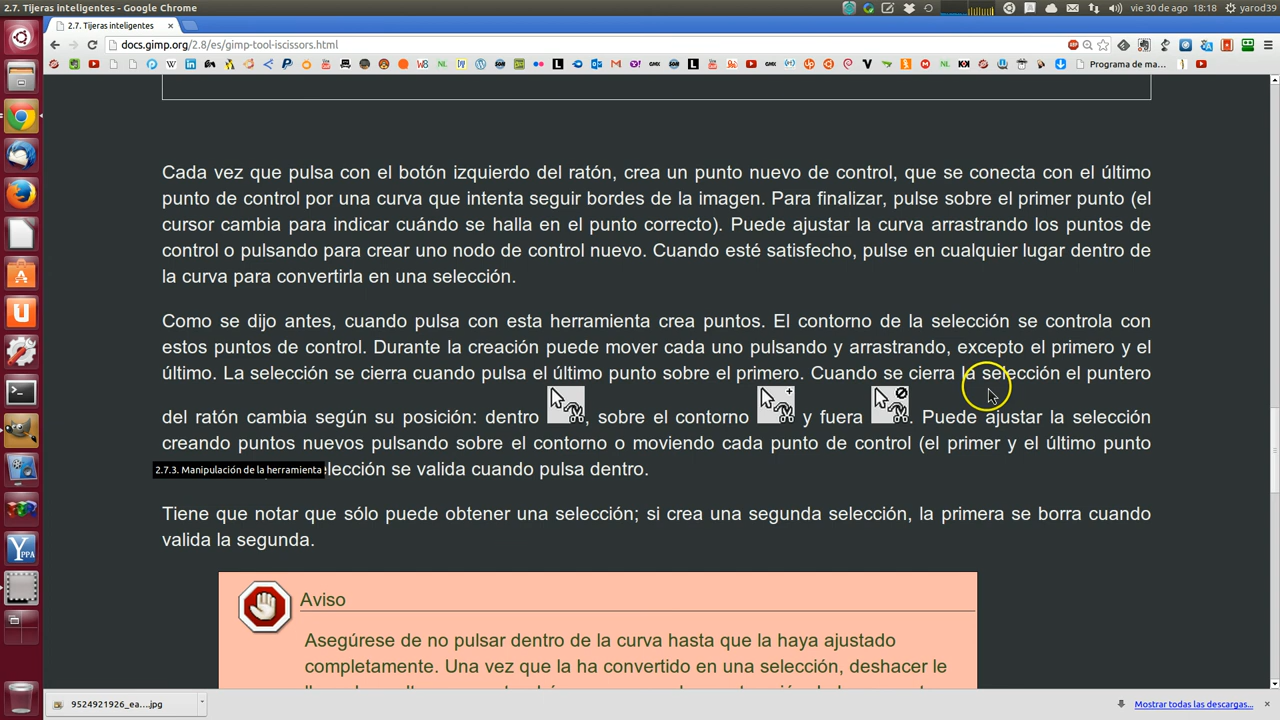 2.7. Tijeras inteligentes - Google Chrome
vie 30 de ago
18:18
yarod39
2.7. Tijeras inteligentes
docs.gimp.org/2.8/es/gimp-tool-iscissors.html
Programa de ma...
Cada vez que pulsa con el botón izquierdo del ratón, crea un punto nuevo de control, que se conecta con el último
punto de control por una curva que intenta seguir bordes de la imagen. Para finalizar, pulse sobre el primer punto (el
cursor cambia para indicar cuándo se halla en el punto correcto). Puede ajustar la curva arrastrando los puntos de
control o pulsando para crear uno nodo de control nuevo. Cuando esté satisfecho, pulse en cualquier lugar dentro de
la curva para convertirla en una selección.
Como se dijo antes, cuando pulsa con esta herramienta crea puntos. El contorno de la selección se controla con
estos puntos de control. Durante la creación puede mover cada uno pulsando y arrastrando, excepto el primero y el
último. La selección se cierra cuando pulsa el último punto sobre el primero. Cuando se cierra la selección el puntero
del ratón cambia según su posición: dentro , sobre el contorno y fuera . Puede ajustar la selección
creando puntos nuevos pulsando sobre el contorno o moviendo cada punto de control (el primer y el último punto
2.7.3. Manipulación de la herramienta
lección se valida cuando pulsa dentro.
Tiene que notar que sólo puede obtener una selección; si crea una segunda selección, la primera se borra cuando
valida la segunda.
Aviso
Asegúrese de no pulsar dentro de la curva hasta que la haya ajustado
completamente. Una vez que la ha convertido en una selección, deshacer le
9524921926_ea....jpg
Mostrar todas las descargas...